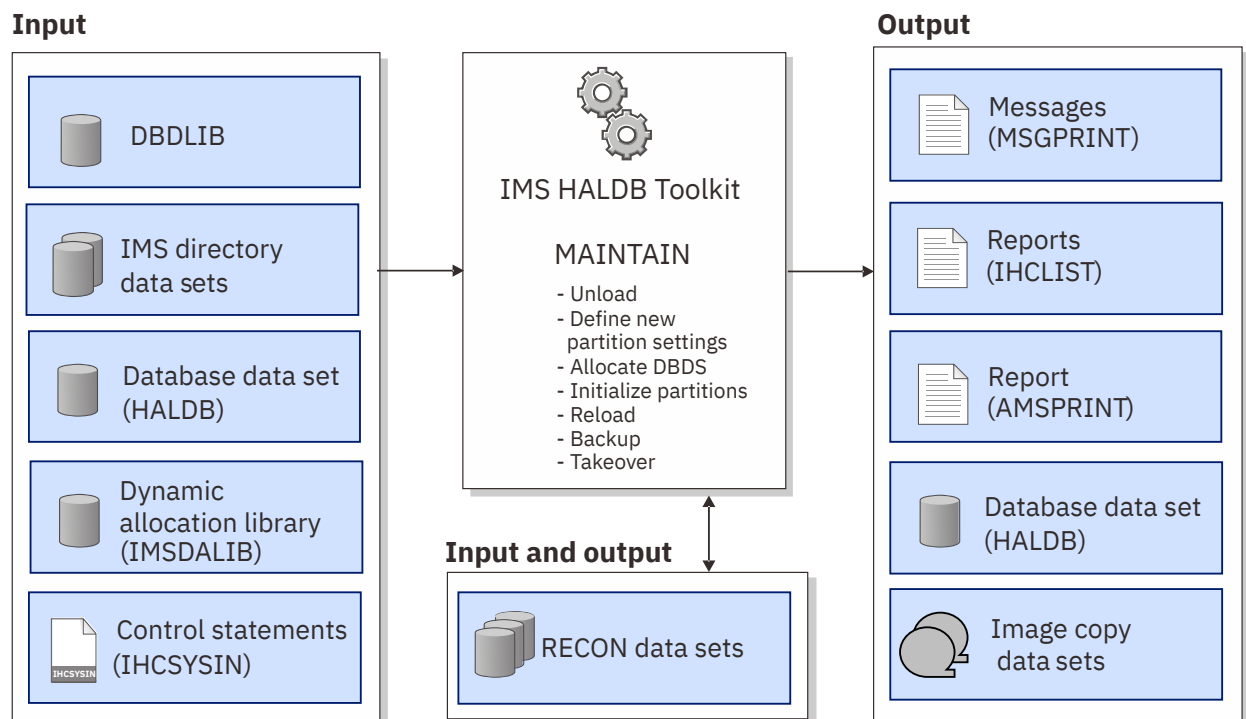 Input
DBDLIB
IMS directory
data sets
Database data set
(HALDB)
Dynamic
allocation library
(IMSDALIB)
IHCSYSIN
Control statements
(IHCSYSIN)
IMS HALDB Toolkit
MAINTAIN
- Unload
- Define new
partition settings
- Allocate DBDS
- Initialize partitions
- Reload
- Backup
- Takeover
Input and output
RECON data sets
Output
Messages
(MSGPRINT)
Reports
(IHCLIST)
Report
(AMSPRINT)
Database data set
(HALDB)
Image copy
data sets